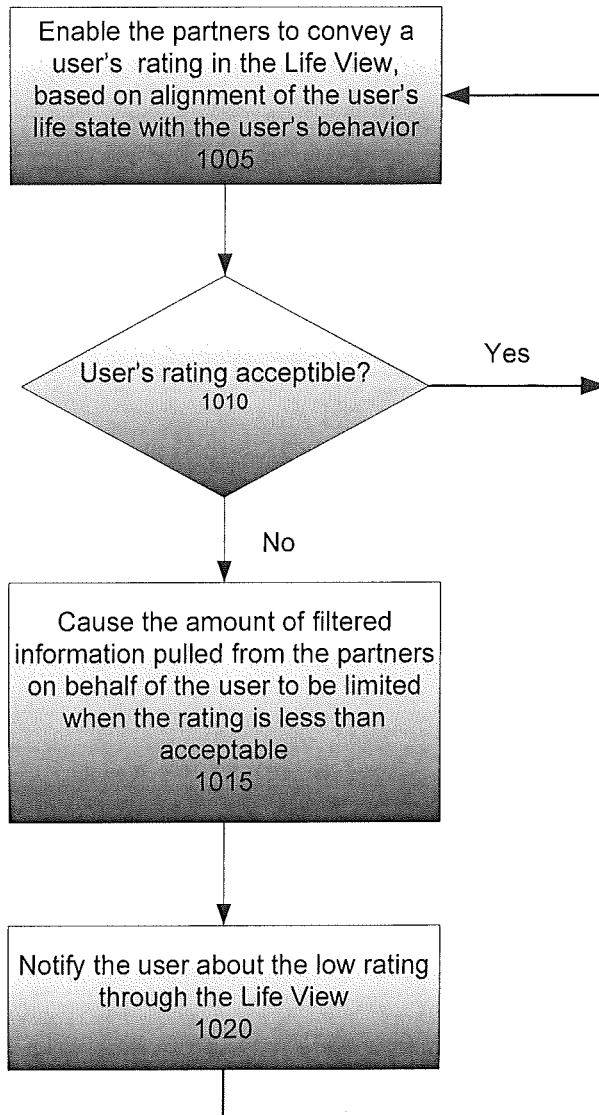 Enable the partners to convey a
user's rating in the Life View,
based on alignment of the user's
life state with the user's behavior
1005
User's rating acceptible?
1010
Yes
No
Cause the amount of filtered
information pulled from the partners
on behalf of the user to be limited
when the rating is less than
acceptable
1015
Notify the user about the low rating
through the Life View
1020